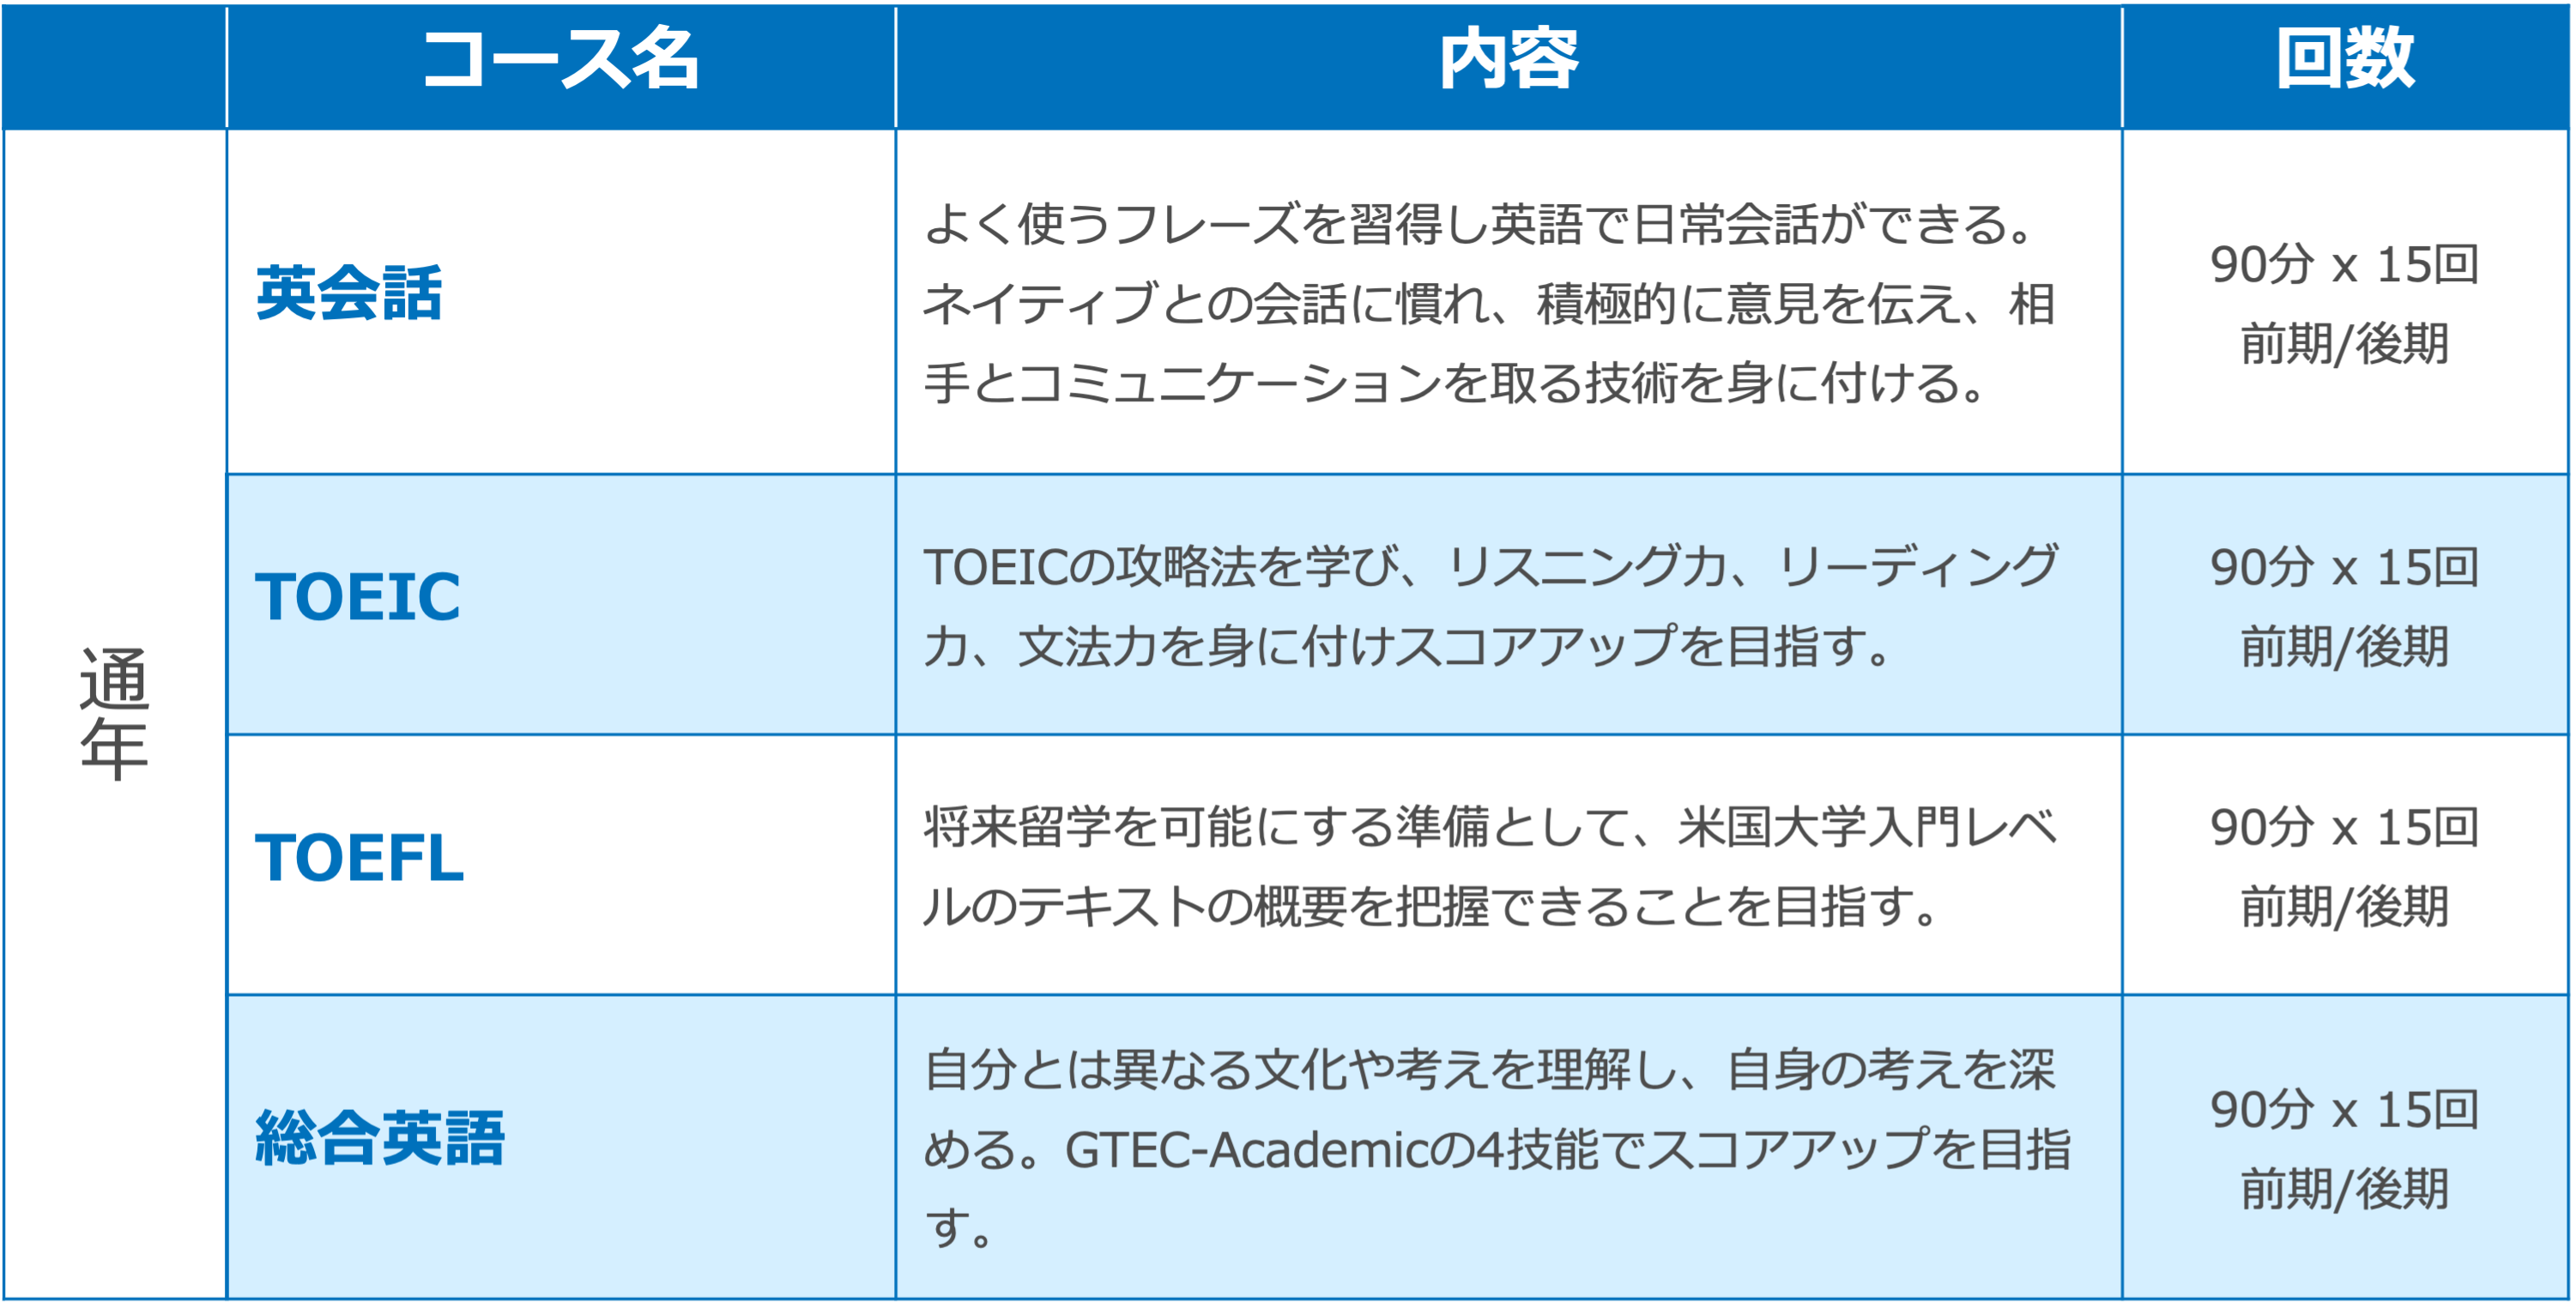 コース名 内容 回数
通年
英会話
よく使うフレーズを習得し英語で日常会話ができる。
ネイティブとの会話に慣れ、積極的に意見を伝え、相
手とコミュニケーションを取る技術を身に付ける。
90分 x 15回
前期/後期
TOEIC
TOEICの攻略法を学び、リスニング力、リーディング
力、文法力を身に付けスコアアップを目指す。
90分 x 15回
前期/後期
TOEFL
将来留学を可能にする準備として、米国大学入門レベ
ルのテキストの概要を把握できることを目指す。
90分 x 15回
前期/後期
総合英語
自分とは異なる文化や考えを理解し、自身の考えを深
める。GTEC-Academicの4技能でスコアアップを目指
す。
90分 x 15回
前期/後期